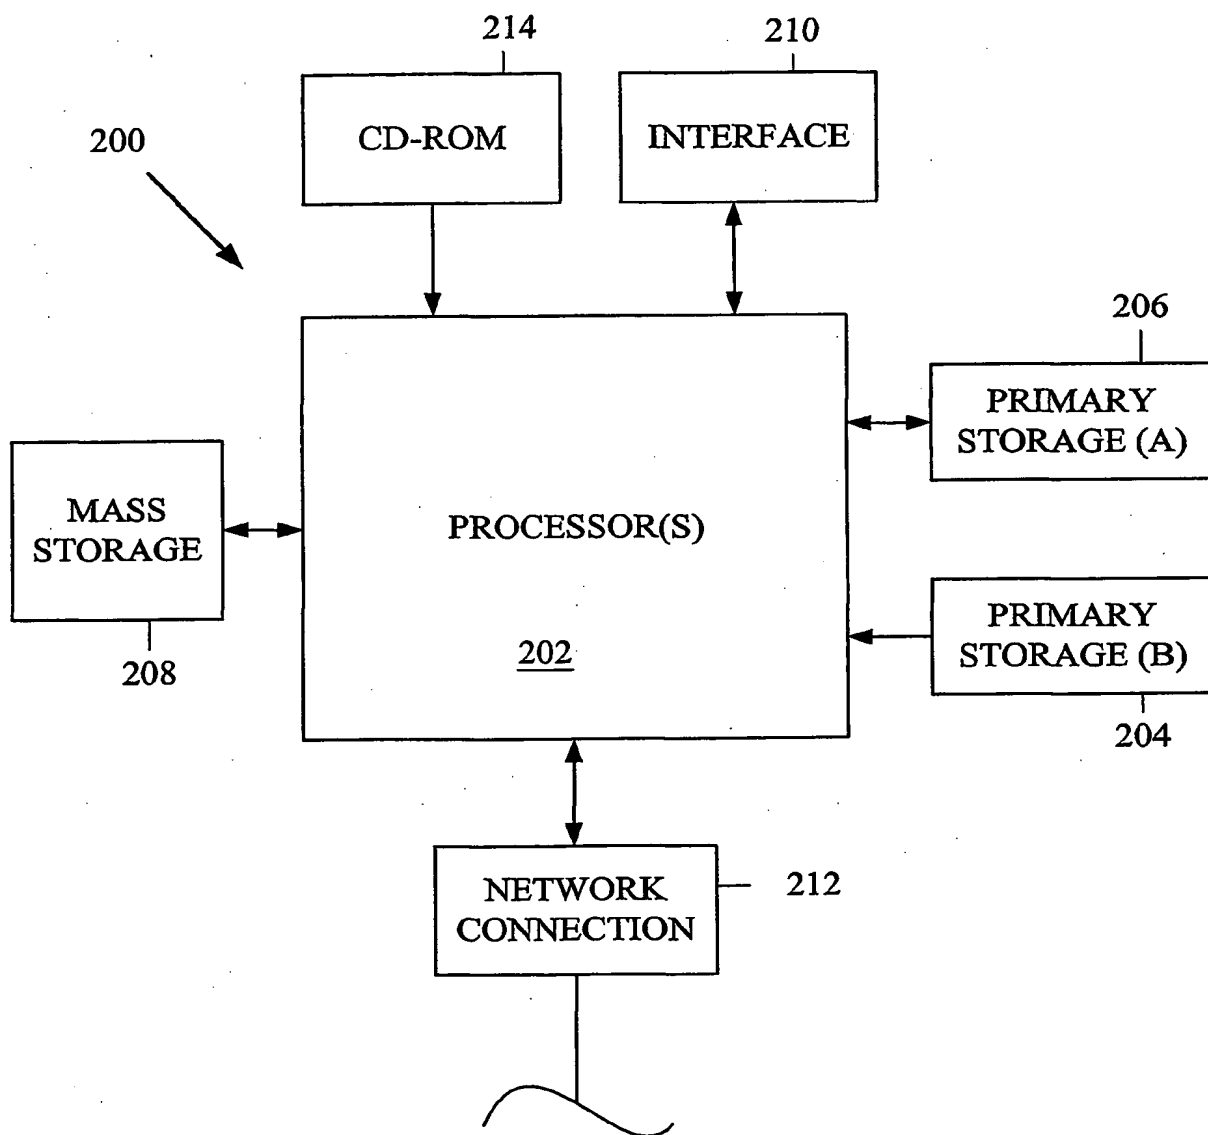 214
210
CD-ROM
INTERFACE
200
206
PRIMARY
STORAGE (A)
MASS
STORAGE
208
PROCESSOR(S)
202
PRIMARY
STORAGE (B)
204
NETWORK
CONNECTION
212